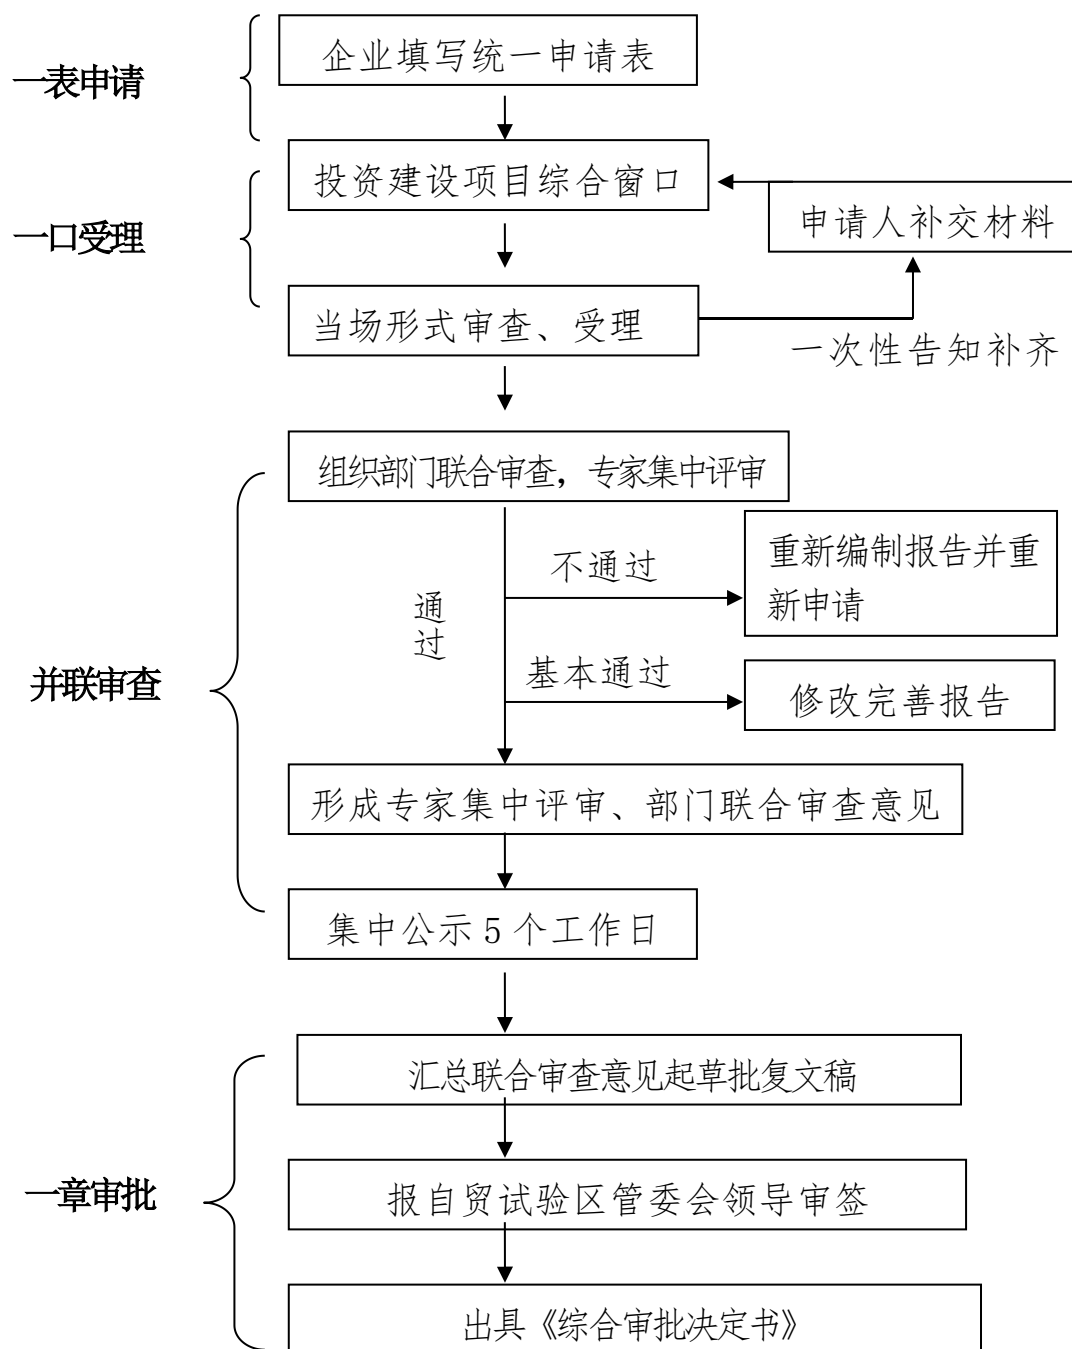 企业填写统一申请表
一表申请
投资建设项目综合窗口
申请人补交材料
一口受理
当场形式审查、受理
一次性告知补齐
组织部门联合审查，专家集中评审
不通过
重新编制报告并重
新申请
通过
基本通过
并联审查
修改完善报告
形成专家集中评审、部门联合审查意见
集中公示5个工作日
汇总联合审查意见起草批复文稿
一章审批
报自贸试验区管委会领导审签
出具《综合审批决定书》